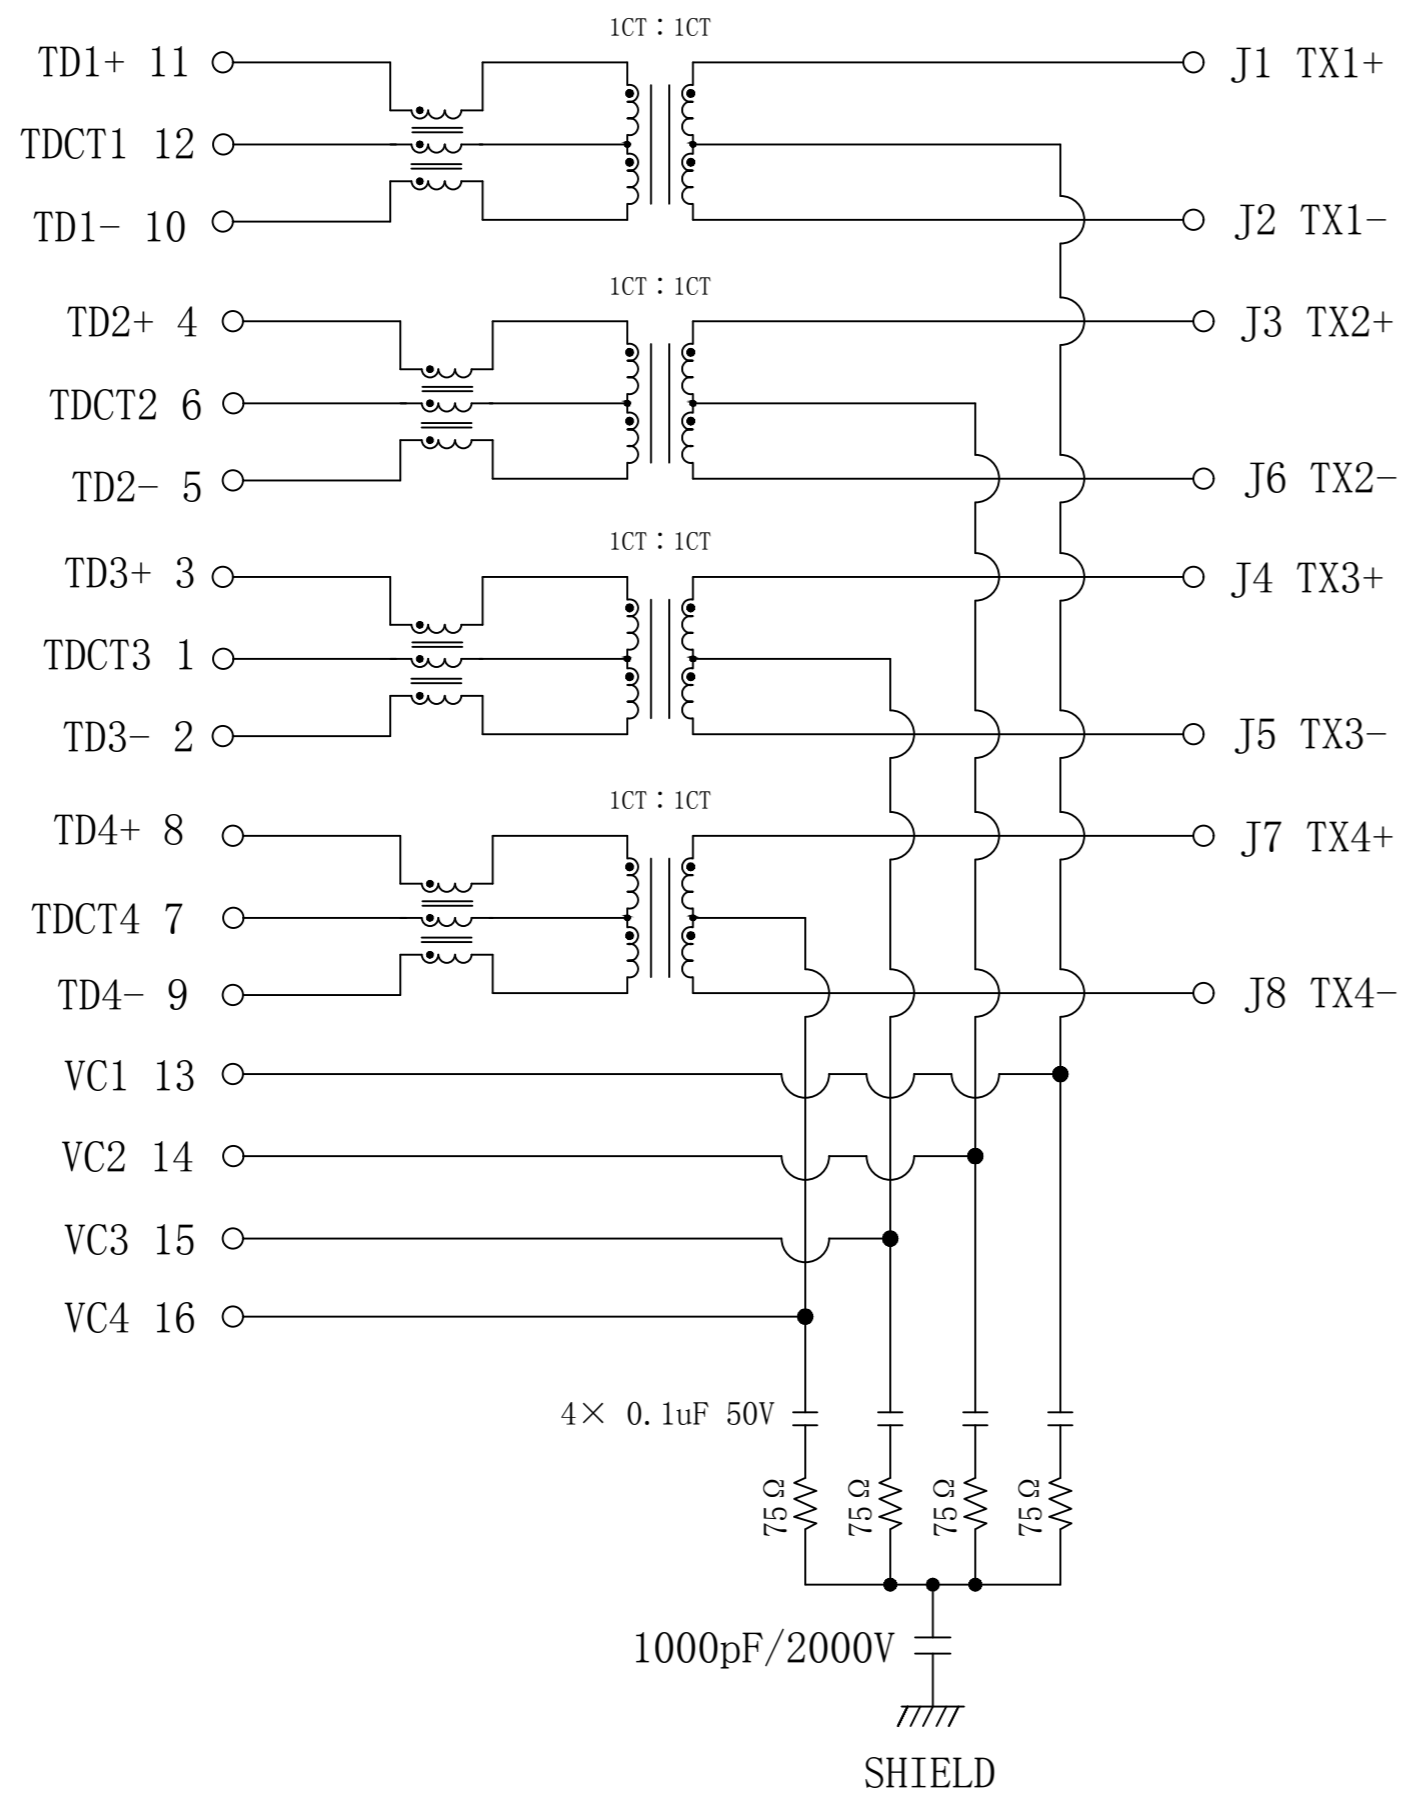 1CT：1CT
TD1+ 11
J1 TX1+
TDCT1 12
TD1- 10
J2 TX1-
1CT：1CT
TD2+ 4
J3 TX2+
TDCT2 6
TD2- 5
J6 TX2-
1CT：1CT
TD3+ 3
J4 TX3+
TDCT3 1
TD3- 2
J5 TX3-
1CT：1CT
TD4+ 8
J7 TX4+
TDCT4 7
TD4- 9
J8 TX4-
VC1 13
VC2 14
VC3 15
VC4 16
4× 0.1uF 50V
75Ω
75Ω
75Ω
75Ω
1000pF/2000V
SHIELD